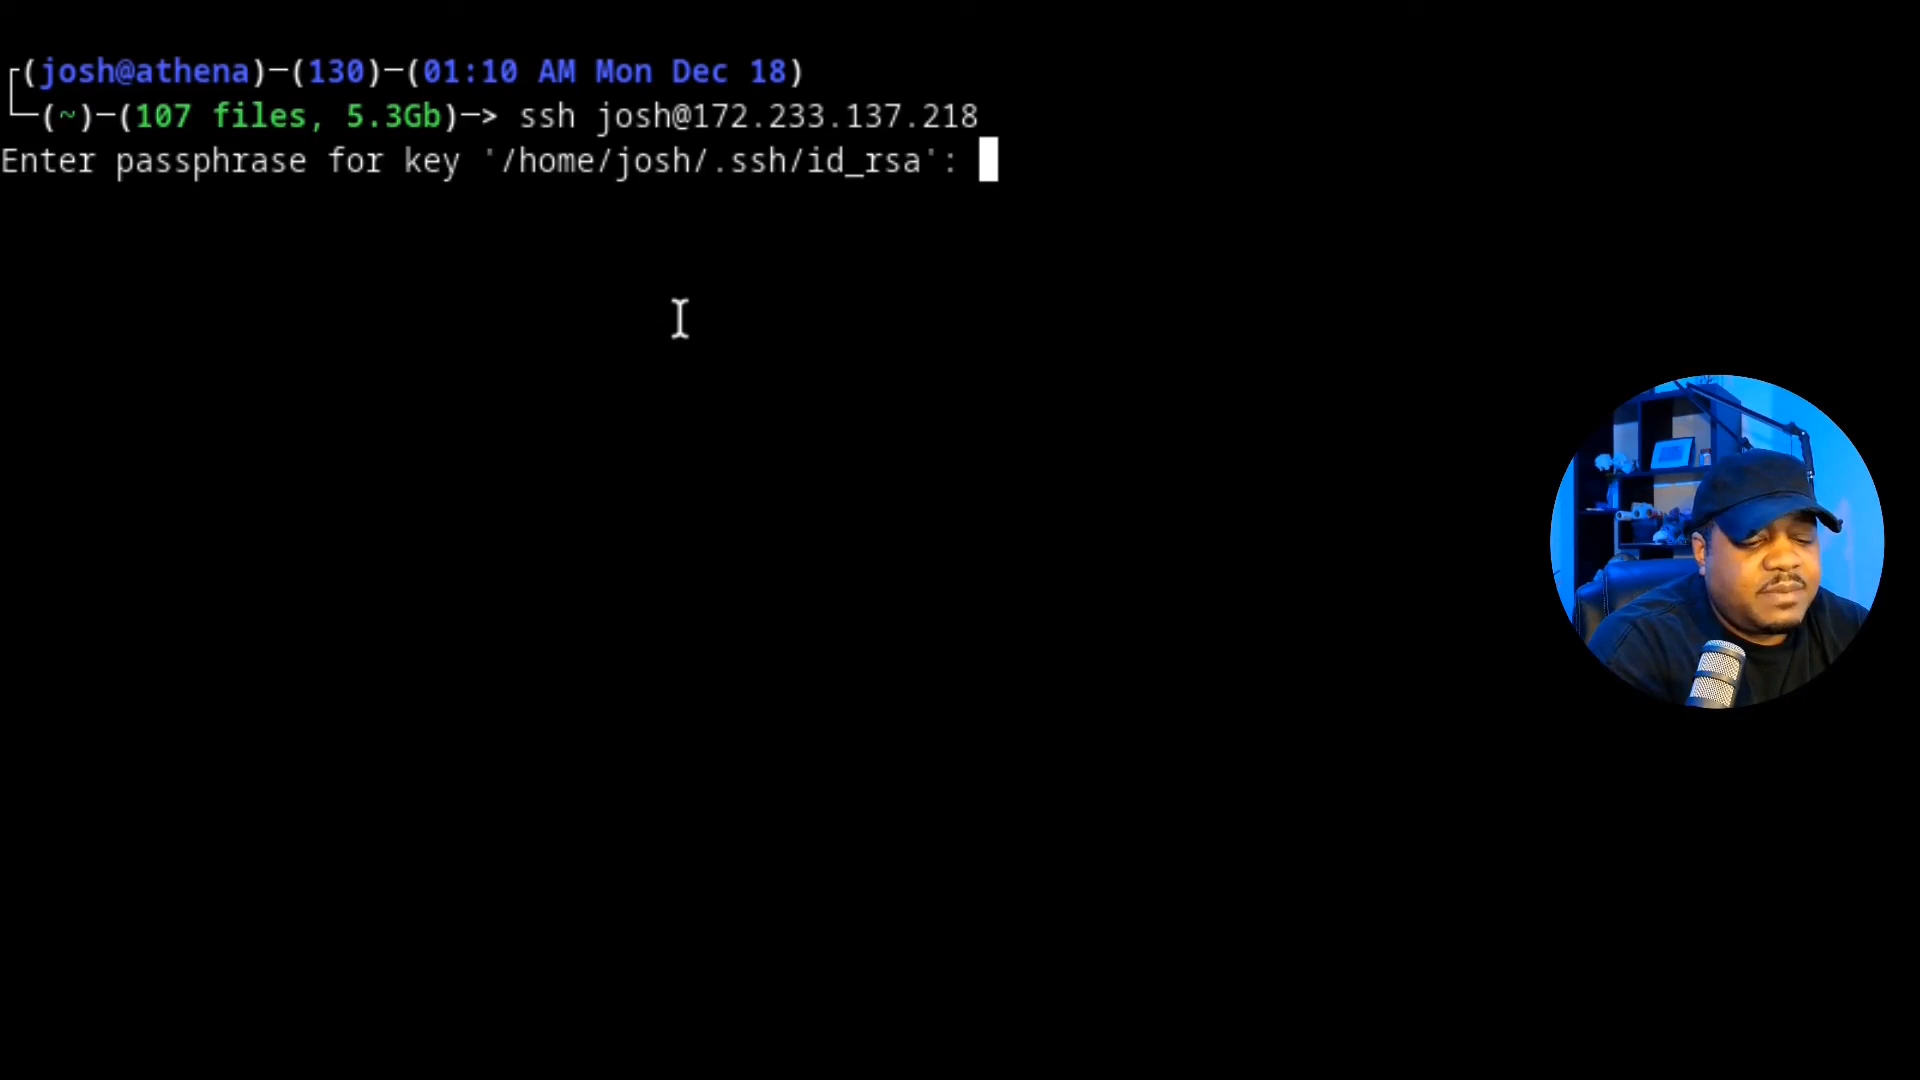 ┌(josh@athena)─(130)─(01:10 AM Mon Dec 18)
└─(~)─(107 files, 5.3Gb)─> ssh josh@172.233.137.218
Enter passphrase for key '/home/josh/.ssh/id_rsa':